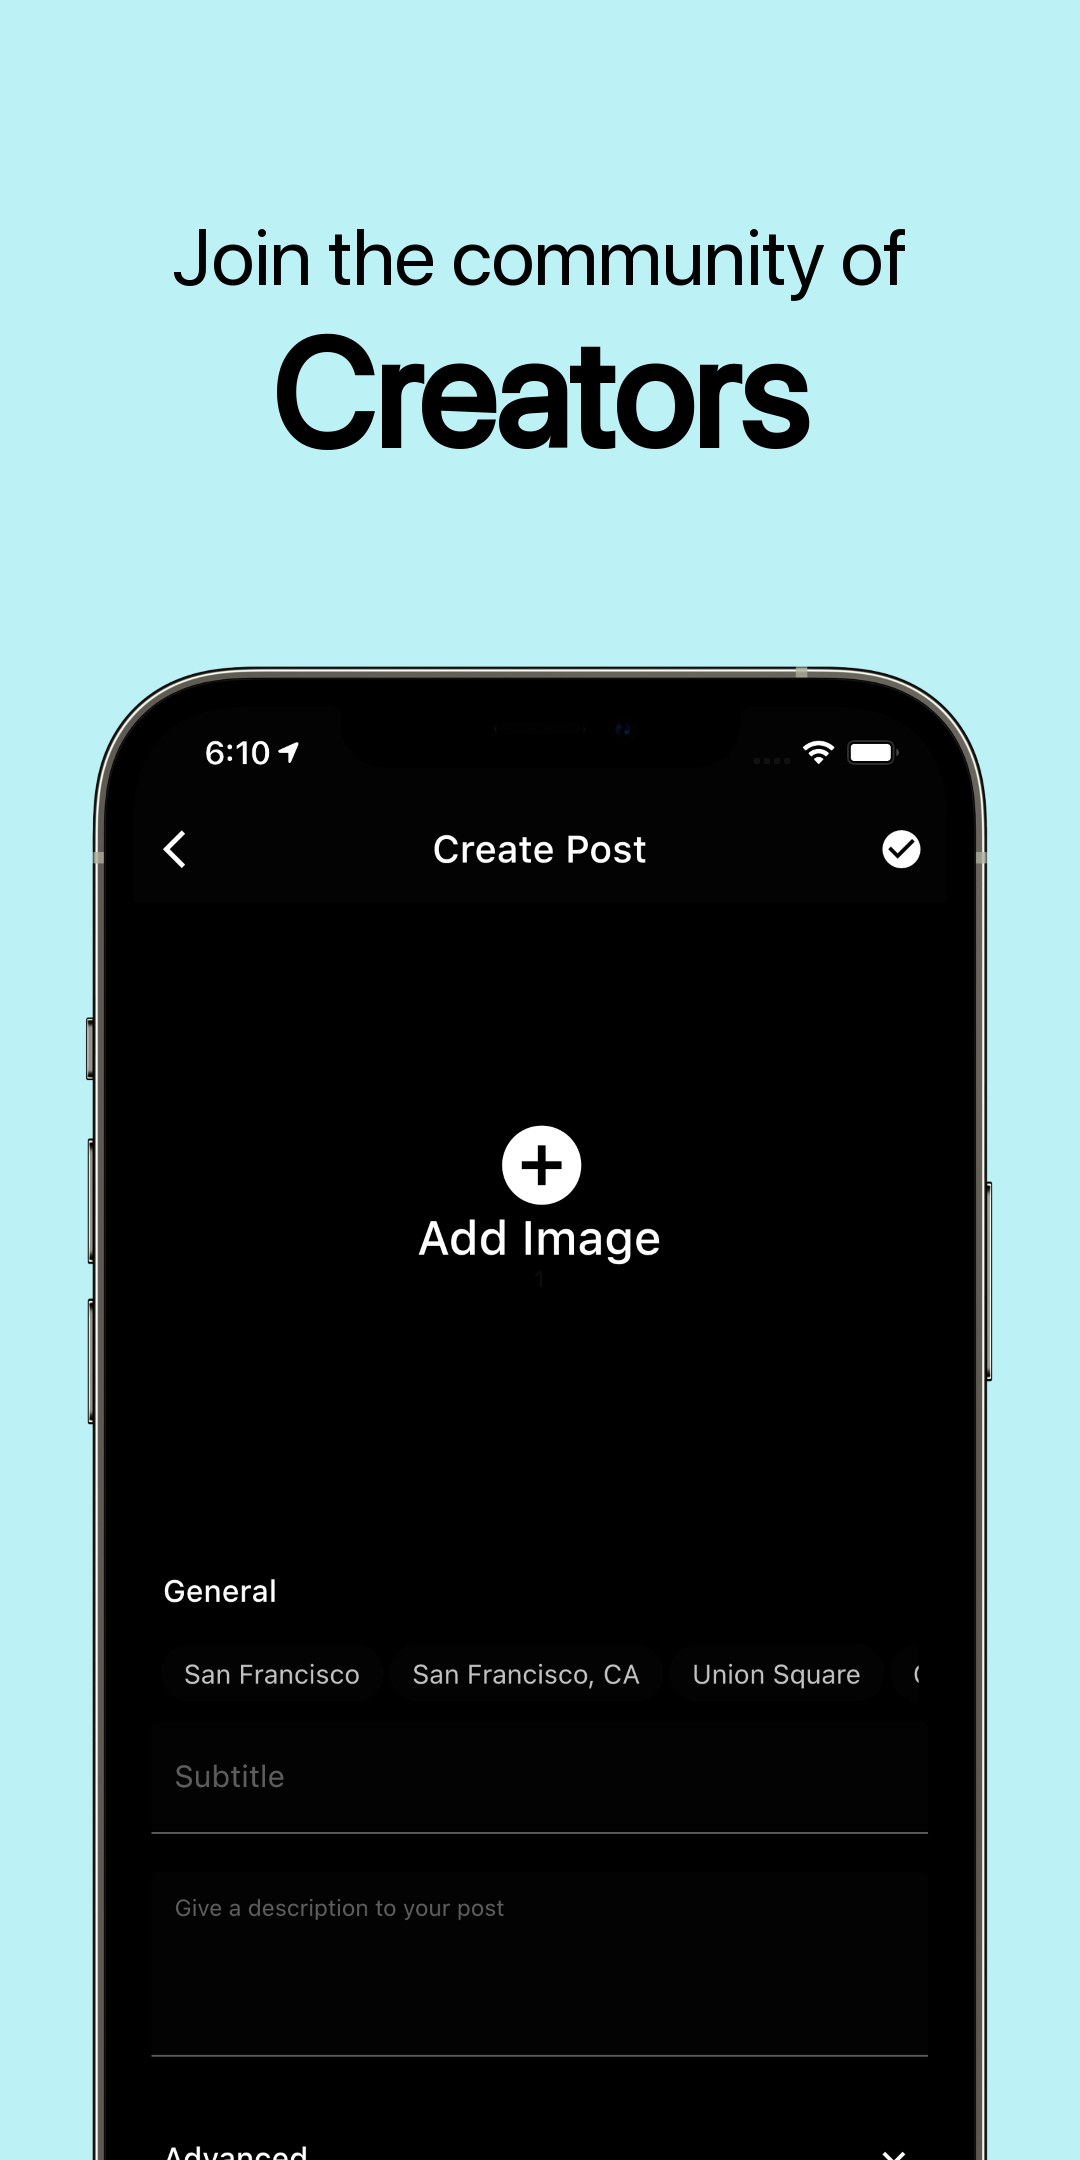 Join the community of
Creators
6:10
Create Post
Add Image
1
General
San Francisco San Francisco, CA Union Square
Subtitle
Give a description to your post
Advanced